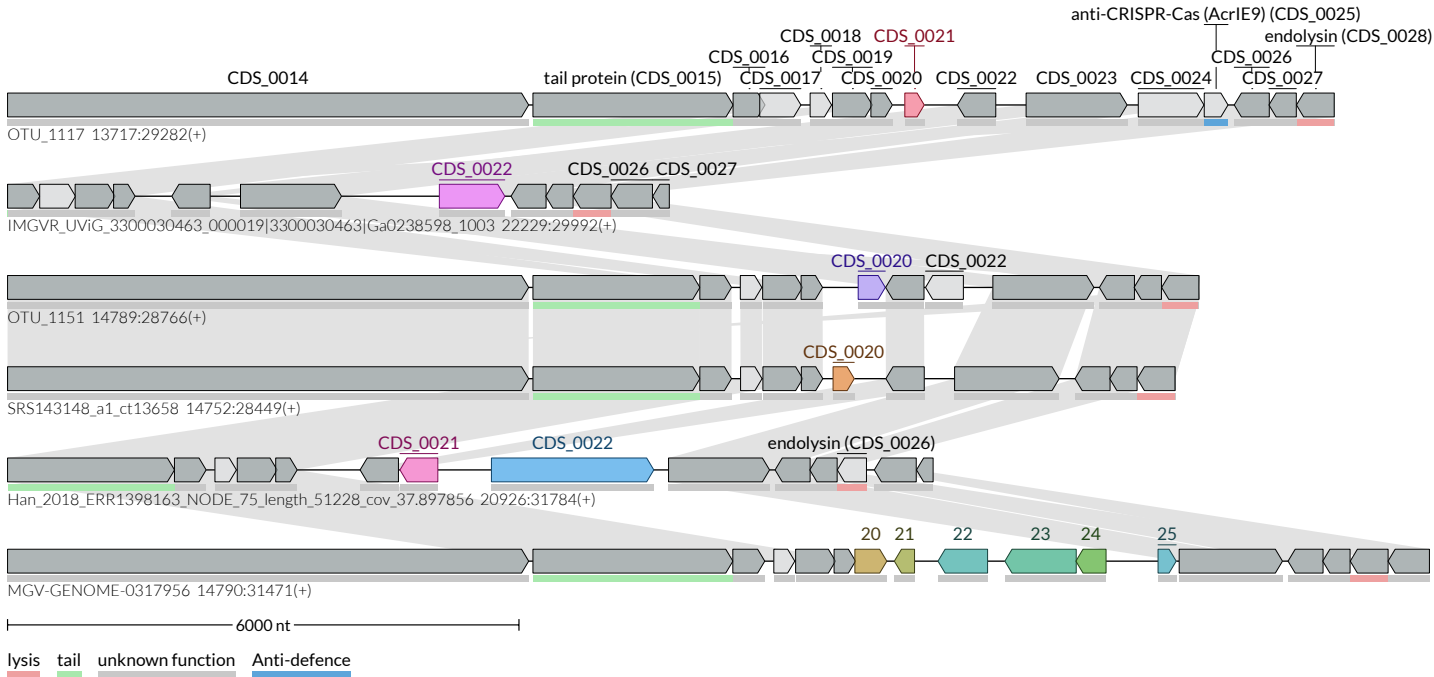 anti-CRISPR-Cas (AcrIE9) (CDS_0025)
CDS_0018 CDS_0021 endolysin (CDS_0028)
CDS_0016 CDS_0019 CDS_0026
CDS_0014 tail protein (CDS_0015) CDS_0017 CDS_0020 CDS_0022 CDS_0023 CDS_0024 CDS_0027
OTU_1117 13717:29282(+)
CDS_0022 CDS_0026 CDS_0027
IMGVR_UViG_3300030463_000019|3300030463|Ga0238598_1003 22229:29992(+)
CDS_0020 CDS_0022
OTU_1151 14789:28766(+)
CDS_0020
SRS143148_a1_ct13658 14752:28449(+)
CDS_0021 CDS_0022 endolysin (CDS_0026)
Han_2018_ERR1398163_NODE_75_length_51228_cov_37.897856 20926:31784(+)
20 21 22 23 24 25
MGV-GENOME-0317956 14790:31471(+)
6000 nt
lysis tail unknown function Anti-defence